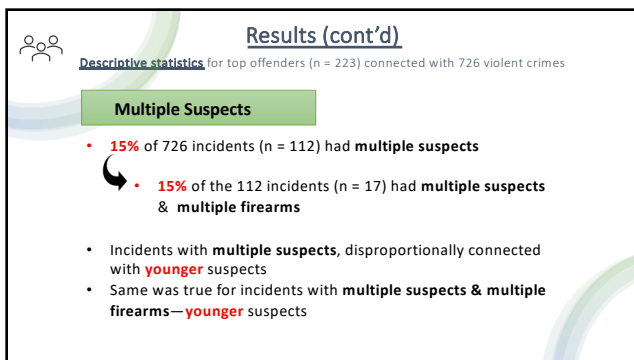 Results (cont’d)
Descriptive statistics for top offenders (n = 223) connected with 726 violent crimes
Multiple Suspects
• 15% of 726 incidents (n = 112) had multiple suspects
• 15% of the 112 incidents (n = 17) had multiple suspects
& multiple firearms
• Incidents with multiple suspects, disproportionally connected
with younger suspects
• Same was true for incidents with multiple suspects & multiple
firearms—younger suspects